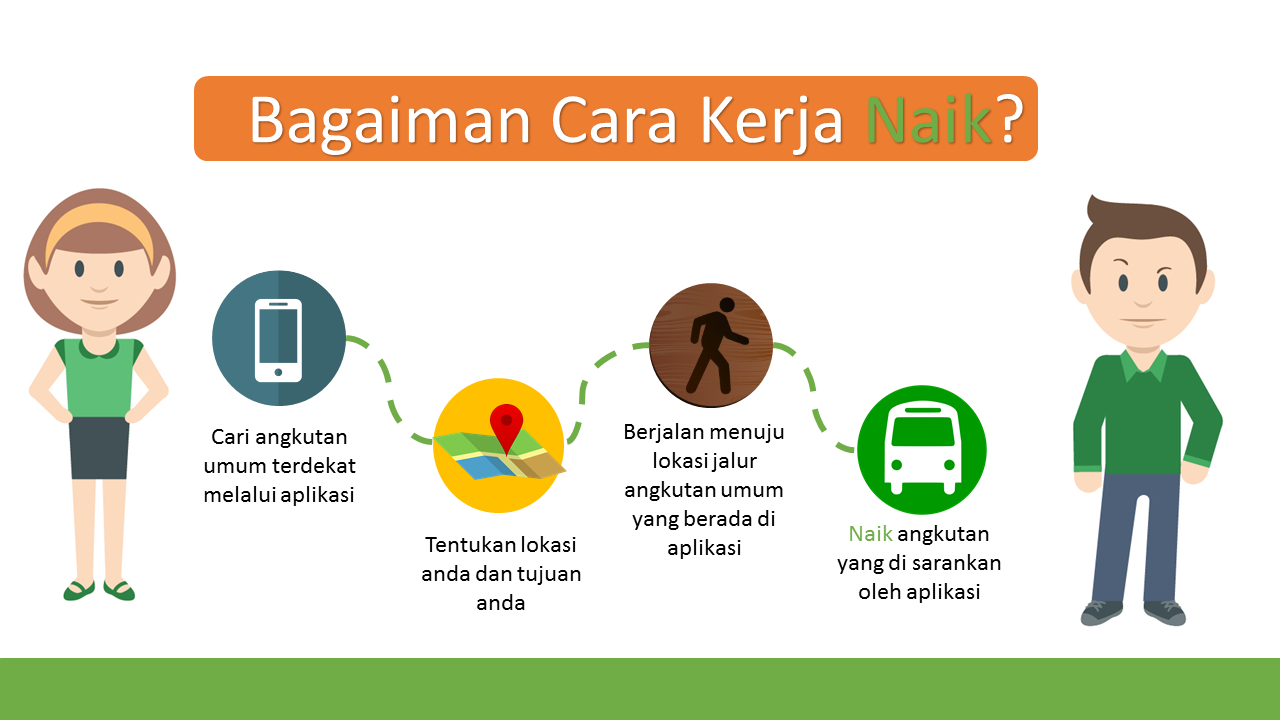 Bagaiman Cara Kerja Naik?
Cari angkutan
umum terdekat
melalui aplikasi
Tentukan lokasi
anda dan tujuan
anda
Berjalan menuju
lokasi jalur
angkutan umum
yang berada di
aplikasi
Naik angkutan
yang di sarankan
oleh aplikasi